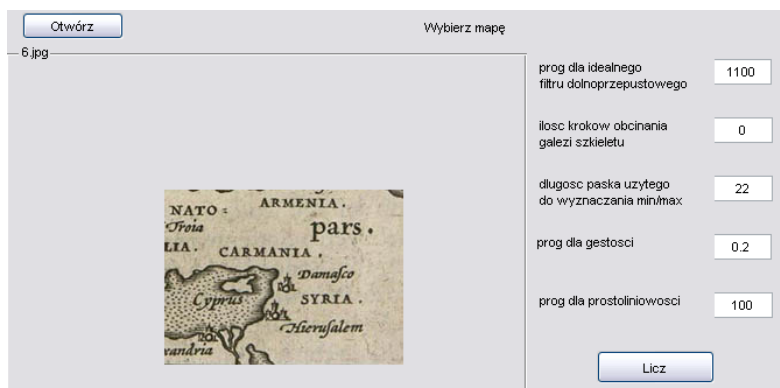 Otwórz
Wybierz mapę
6.jpg
prog dla idealnego
filtru dolnoprzepustowego
1100
ilosc krokow obcinania
galezi szkieletu
0
dlugosc paska uzytego
do wyznaczania min/max
22
prog dla gestosci
0.2
prog dla prostoliniowosci
100
Licz
NATO :
ARMENIA .
Troia
pars .
LIA .
CARMANIA .
Damaſco
Cyprus
SYRIA .
Hieruſalem
xandria